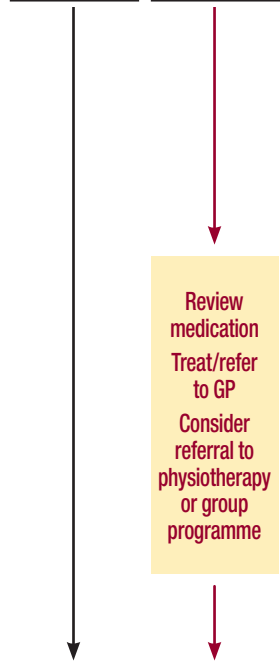 Review
medication
Treat/refer
to GP
Consider
referral to
physiotherapy
or group
programme